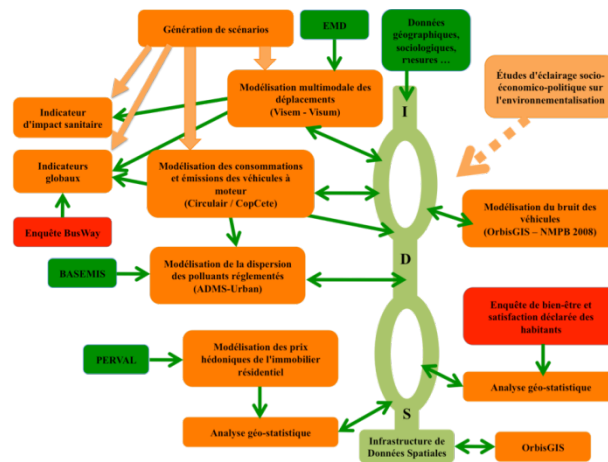 Génération de scénarios
EMD
Données
géographiques,
sociologiques,
mesures …
Études d'éclairage socio-
économico-politique sur
l'environnementalisation
Indicateur
d'impact sanitaire
Modélisation multimodale des
déplacements
(Visem - Visum)
I
Indicateurs
globaux
Modélisation des consommations
et émissions des véhicules à
moteur
(Circulair / CopCete)
Modélisation du bruit des
véhicules
(OrbisGIS – NMPB 2008)
Enquête BusWay
D
BASEMIS
Modélisation de la dispersion
des polluants réglementés
(ADMS-Urban)
Enquête de bien-être et
satisfaction déclarée des
habitants
PERVAL
Modélisation des prix
hédoniques de l'immobilier
résidentiel
Analyse géo-statistique
S
Analyse géo-statistique
Infrastructure de
Données Spatiales
OrbisGIS